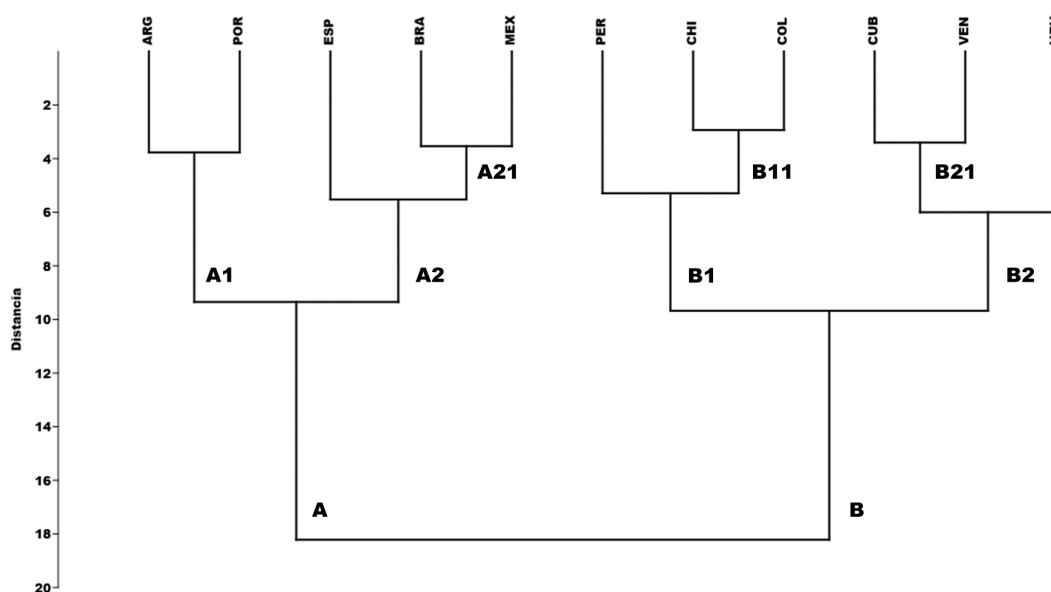 ARG
POR
ESP
BRA
MEX
PER
CHI
COL
CUB
VEN
2
4
A21
B11
B21
6
8
A1
A2
B1
B2
Distancia
10
12
14
16
A
B
18
20